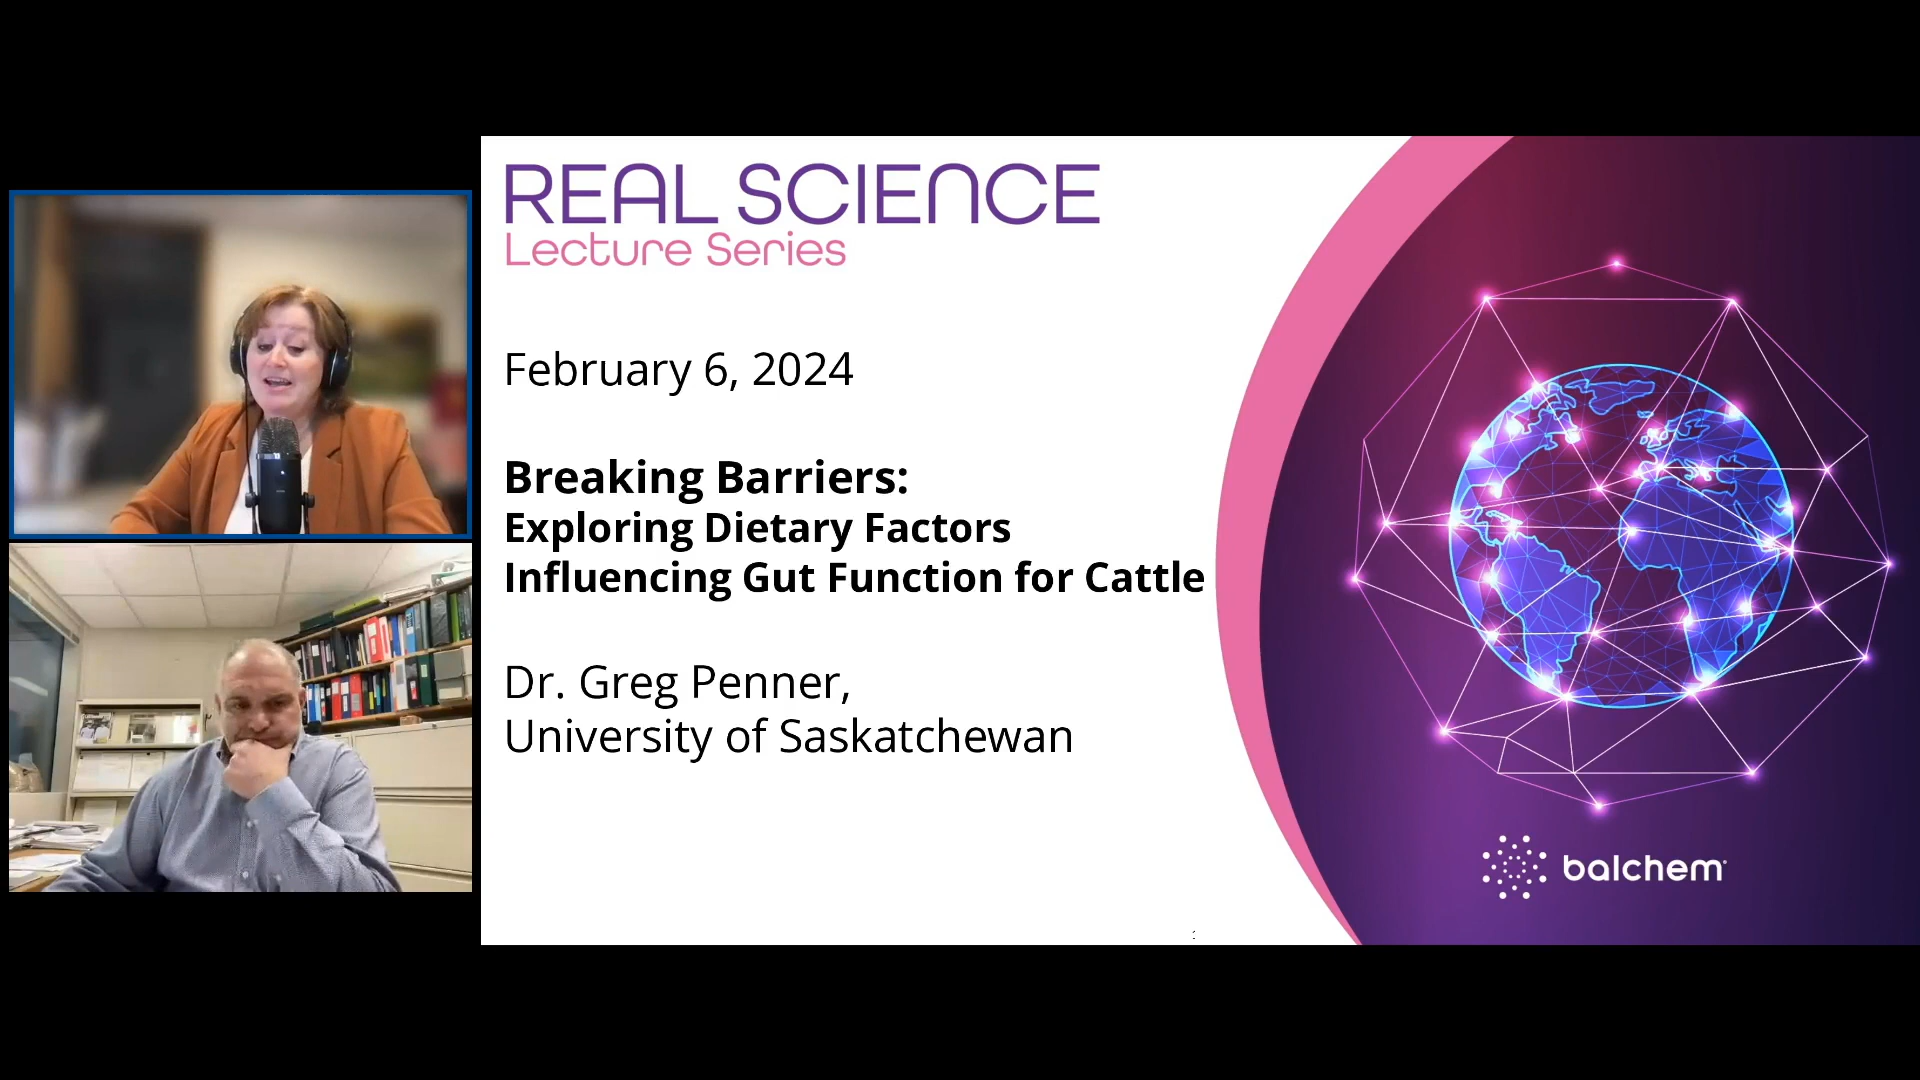 REAL SCIENCE
Lecture Series
February 6, 2024
Breaking Barriers:
Exploring Dietary Factors
Influencing Gut Function for Cattle
Dr. Greg Penner,
University of Saskatchewan
balchem